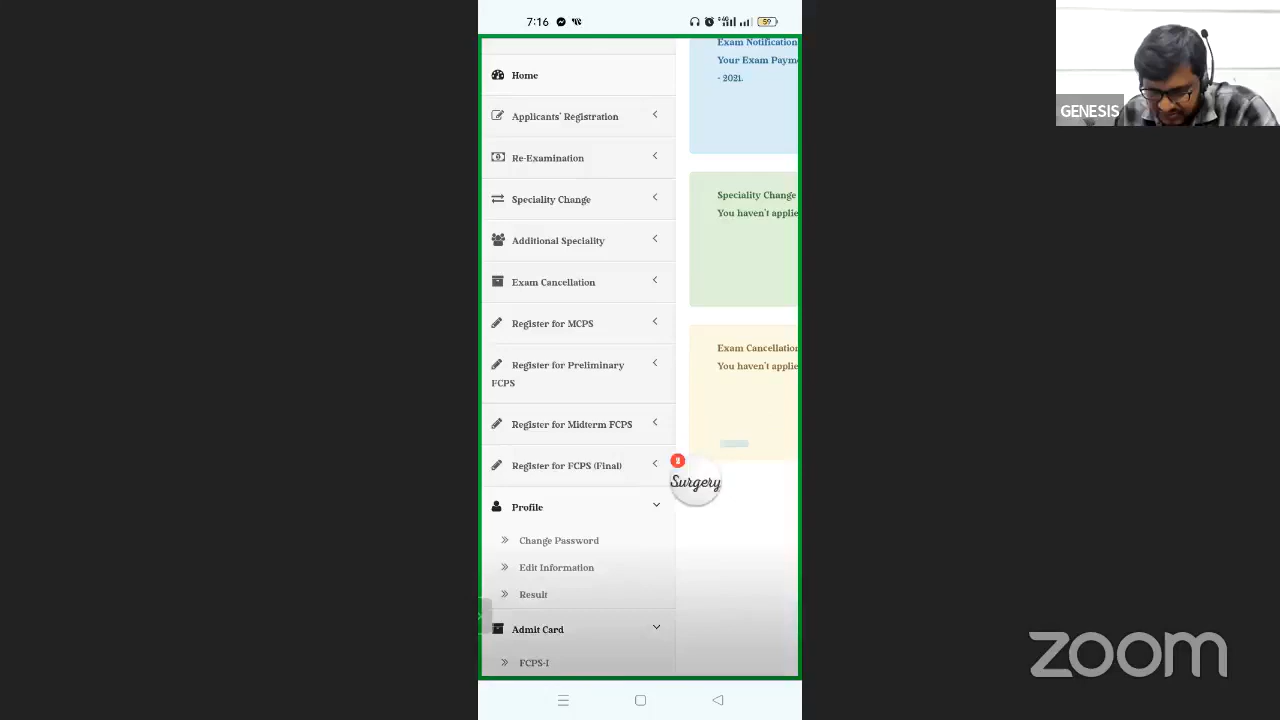 7:16
4G
59
Home
Applicants' Registration
Re-Examination
Speciality Change
Additional Speciality
Exam Cancellation
Register for MCPS
Register for Preliminary
FCPS
Register for Midterm FCPS
Register for FCPS (Final)
Profile
Change Password
Edit Information
Result
Admit Card
FCPS-I
Exam Notification
Your Exam Payme
- 2021.
Speciality Change
You haven't applie
Exam Cancellation
You haven't applie
Surgery
GENESIS
zoom